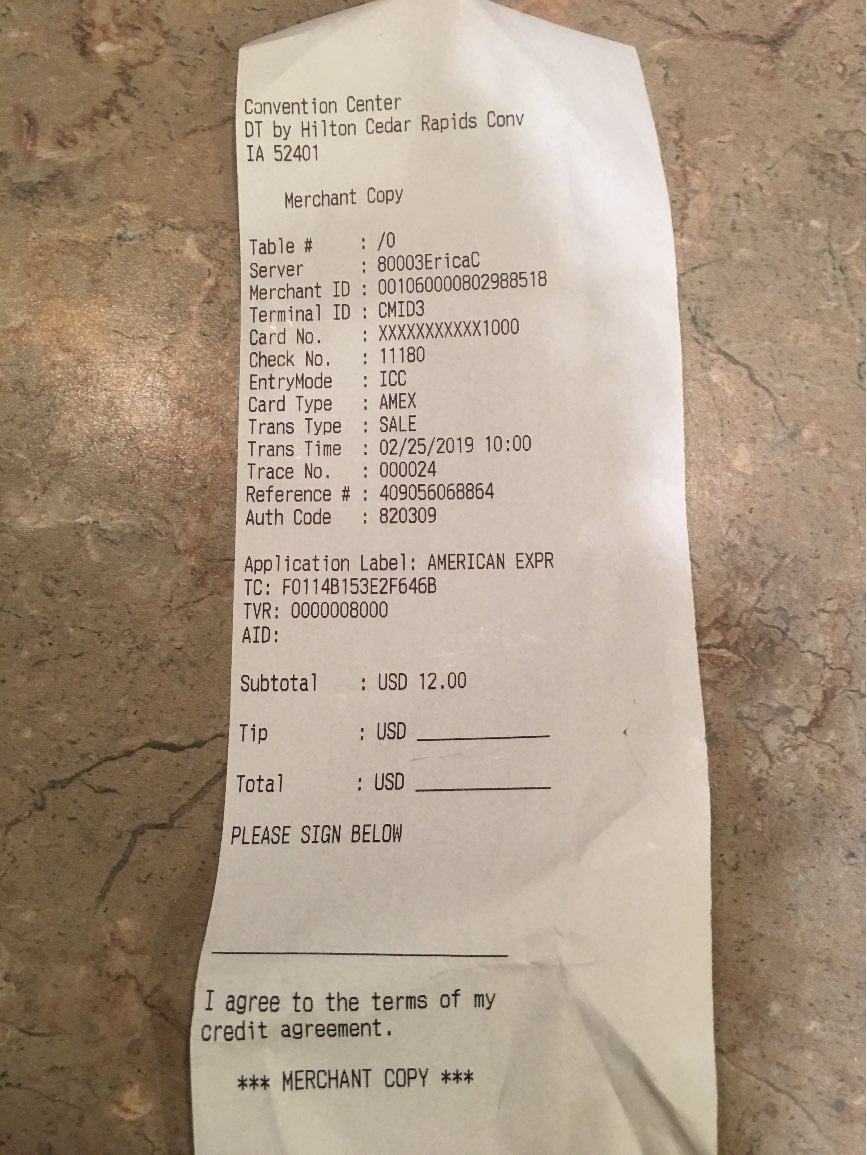 Convention Center
DT by Hilton Cedar Rapids Conv
IA 52401
Merchant Copy
Table # : /0
Server : 80003EricaC
Merchant ID : 001060000802988518
Terminal ID : CMID3
Card No. : XXXXXXXXXXX1000
Check No. : 11180
EntryMode : ICC
Card Type : AMEX
Trans Type : SALE
Trans Time : 02/25/2019 10:00
Trace No. : 000024
Reference # : 409056068864
Auth Code : 820309
Application Label: AMERICAN EXPR
TC: F0114B153E2F646B
TVR: 0000008000
AID:
Subtotal : USD 12.00
Tip : USD ____________
Total : USD ____________
PLEASE SIGN BELOW
I agree to the terms of my
credit agreement.
*** MERCHANT COPY ***